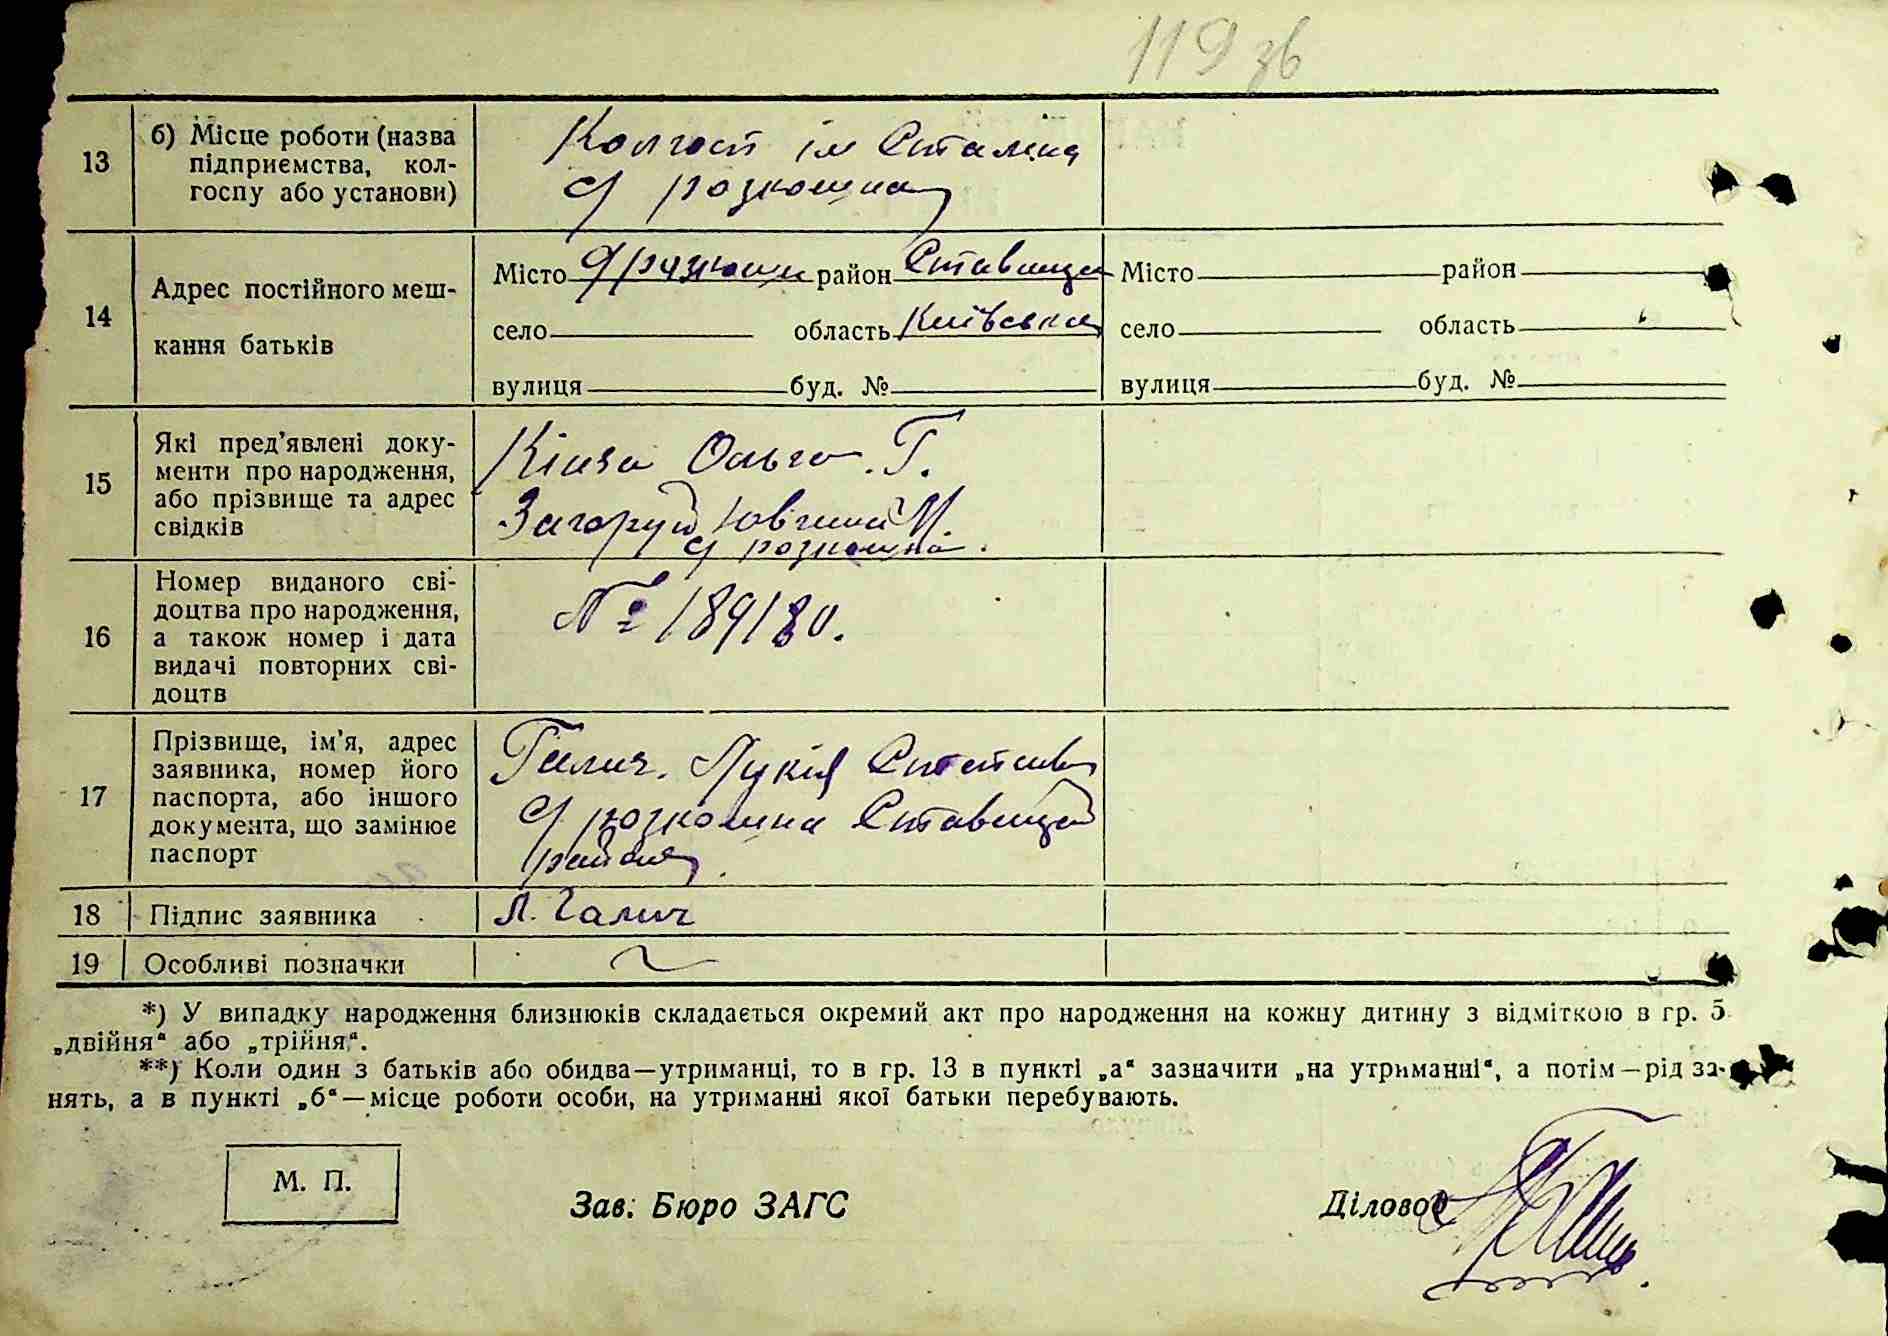 119 зв
13
б) Місце роботи (назва
підприємства, кол-
госпу або установи)
Колгосп ім Сталіна
с/ розкошна
14
Адрес постійного меш-
кання батьків
Місто с/розкошн район Ставище
село область Київська
вулиця буд. №
Місто район
село область
вулиця буд. №
15
Які пред'явлені доку-
менти про народження,
або прізвище та адрес
свідків
Ольга Г.
Загоруй М.
с/ розкошна.
16
Номер виданого сві-
доцтва про народження,
а також номер і дата
видачі повторних сві-
доцтв
№ 189180.
17
Прізвище, ім'я, адрес
заявника, номер його
паспорта, або іншого
документа, що замінює
паспорт
Галич. Лукія
с/ розкошна
району.
18
Підпис заявника
Л. Галич
19
Особливі позначки
*) У випадку народження близнюків складається окремий акт про народження на кожну дитину з відміткою в гр. 5
„двійня“ або „трійня“.
**) Коли один з батьків або обидва—утриманці, то в гр. 13 в пункті „а“ зазначити „на утриманні“, а потім—рід за-
нять, а в пункті „б“—місце роботи особи, на утриманні якої батьки перебувають.
М. П.
Зав. Бюро ЗАГС
Діловод